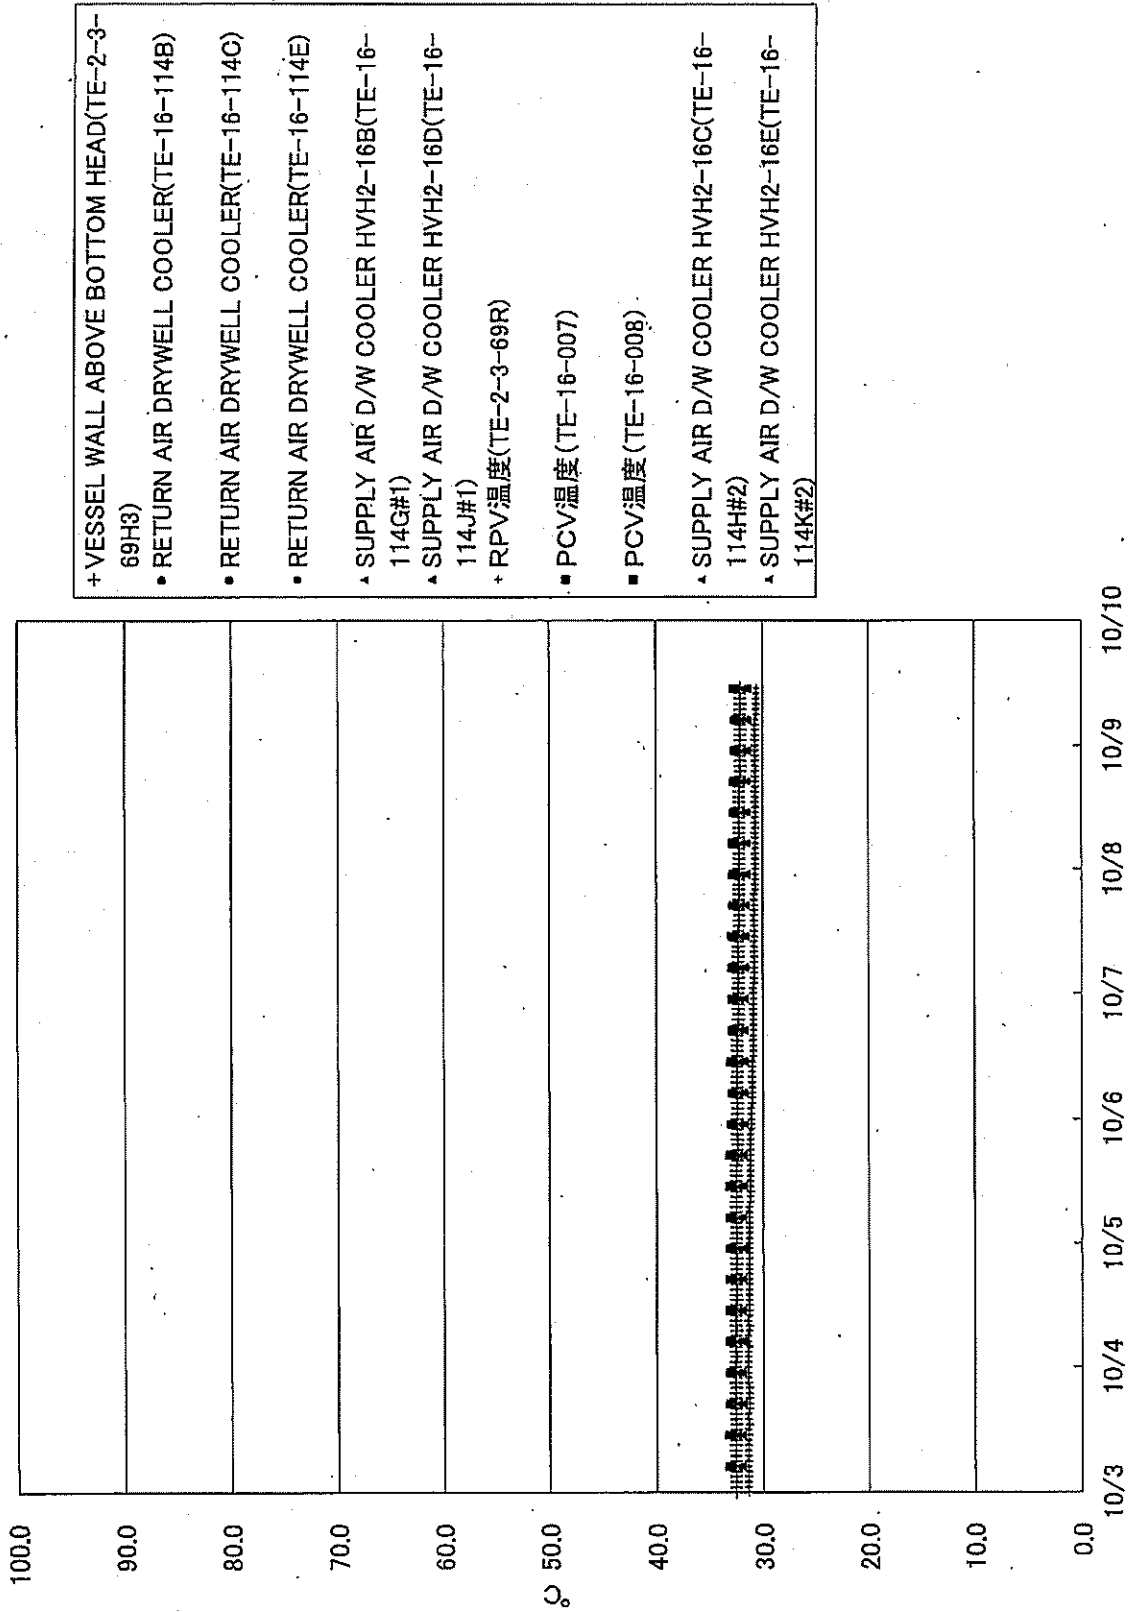 100.0
90.0
80.0
70.0
60.0
50.0
40.0
30.0
20.0
10.0
0.0
℃
10/3
10/4
10/5
10/6
10/7
10/8
10/9
10/10
+VESSEL WALL ABOVE BOTTOM HEAD(TE-2-3-
69H3)
• RETURN AIR DRYWELL COOLER(TE-16-114B)
• RETURN AIR DRYWELL COOLER(TE-16-114C)
• RETURN AIR DRYWELL COOLER(TE-16-114E)
▲ SUPPLY AIR D/W COOLER HVH2-16B(TE-16-
114G#1)
▲ SUPPLY AIR D/W COOLER HVH2-16D(TE-16-
114J#1)
+ RPV温度(TE-2-3-69R)
■ PCV温度(TE-16-007)
■ PCV温度(TE-16-008)
▲ SUPPLY AIR D/W COOLER HVH2-16C(TE-16-
114H#2)
▲ SUPPLY AIR D/W COOLER HVH2-16E(TE-16-
114K#2)